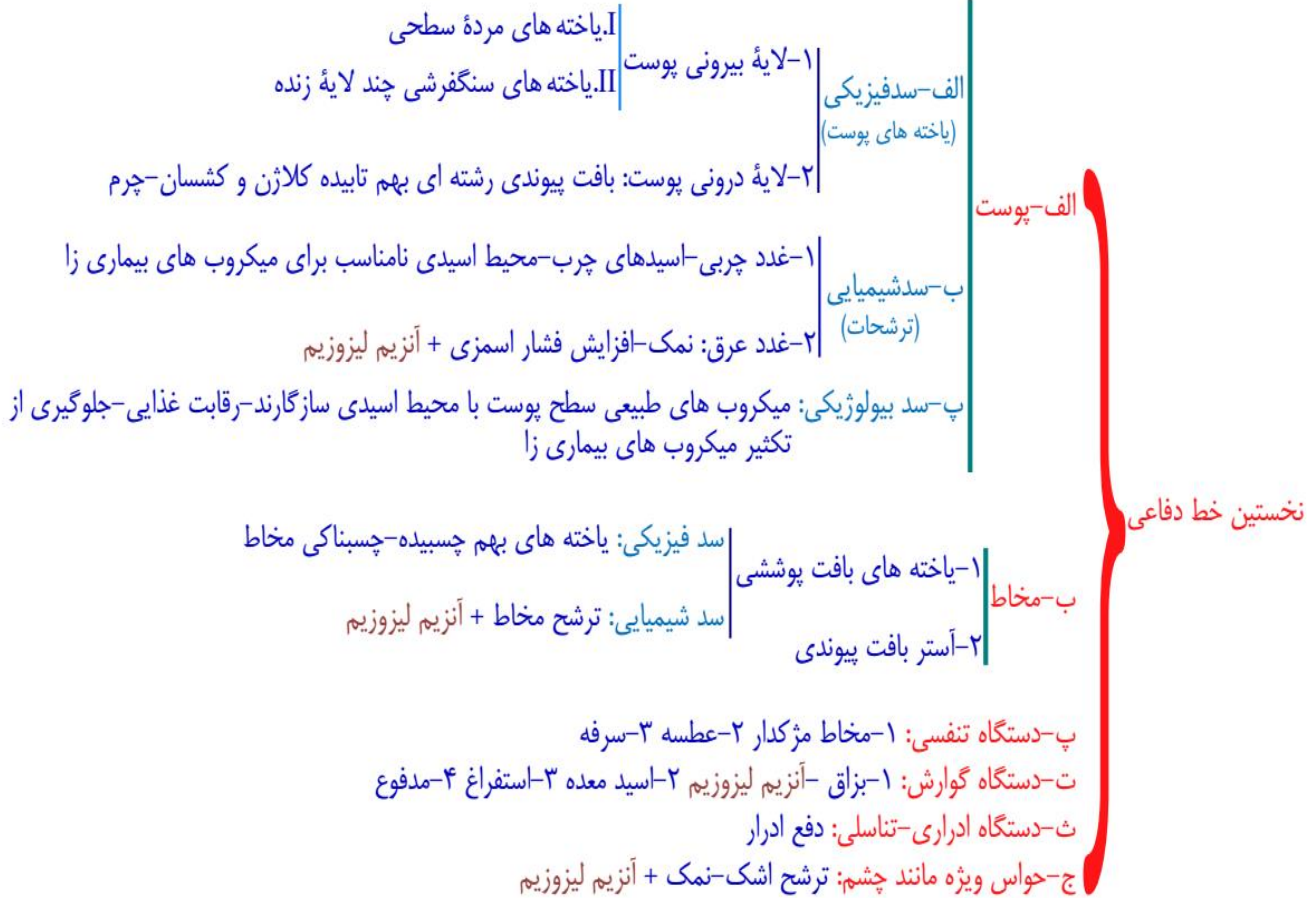 نخستین خط دفاعی
الف-پوست
الف-سدفیزیکی
(یاخته های پوست)
۱-لایۀ بیرونی پوست
I.یاخته های مردۀ سطحی
II.یاخته های سنگفرشی چند لایۀ زنده
۲-لایۀ درونی پوست: بافت پیوندی رشته ای بهم تابیده کلاژن و کشسان-چرم
ب-سدشیمیایی
(ترشحات)
۱-غدد چربی-اسیدهای چرب-محیط اسیدی نامناسب برای میکروب های بیماری زا
۲-غدد عرق: نمک-افزایش فشار اسمزی + آنزیم لیزوزیم
پ-سد بیولوژیکی: میکروب های طبیعی سطح پوست با محیط اسیدی سازگارند-رقابت غذایی-جلوگیری از
تکثیر میکروب های بیماری زا
ب-مخاط
۱-یاخته های بافت پوششی
سد فیزیکی: یاخته های بهم چسبیده-چسبناکی مخاط
سد شیمیایی: ترشح مخاط + آنزیم لیزوزیم
۲-آستر بافت پیوندی
پ-دستگاه تنفسی: ۱-مخاط مژکدار ۲-عطسه ۳-سرفه
ت-دستگاه گوارش: ۱-بزاق -آنزیم لیزوزیم ۲-اسید معده ۳-استفراغ ۴-مدفوع
ث-دستگاه ادراری-تناسلی: دفع ادرار
ج-حواس ویژه مانند چشم: ترشح اشک-نمک + آنزیم لیزوزیم